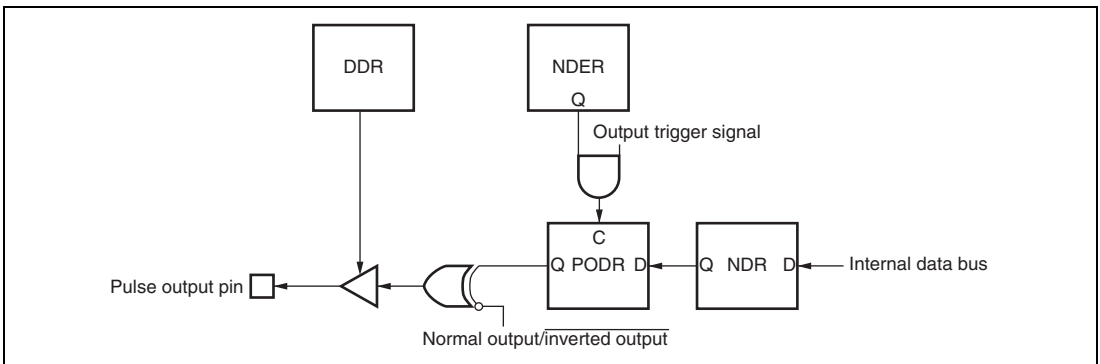 DDR
NDER
Q
Output trigger signal
C
Q PODR D
Q NDR D
Internal data bus
Pulse output pin
Normal output/inverted output